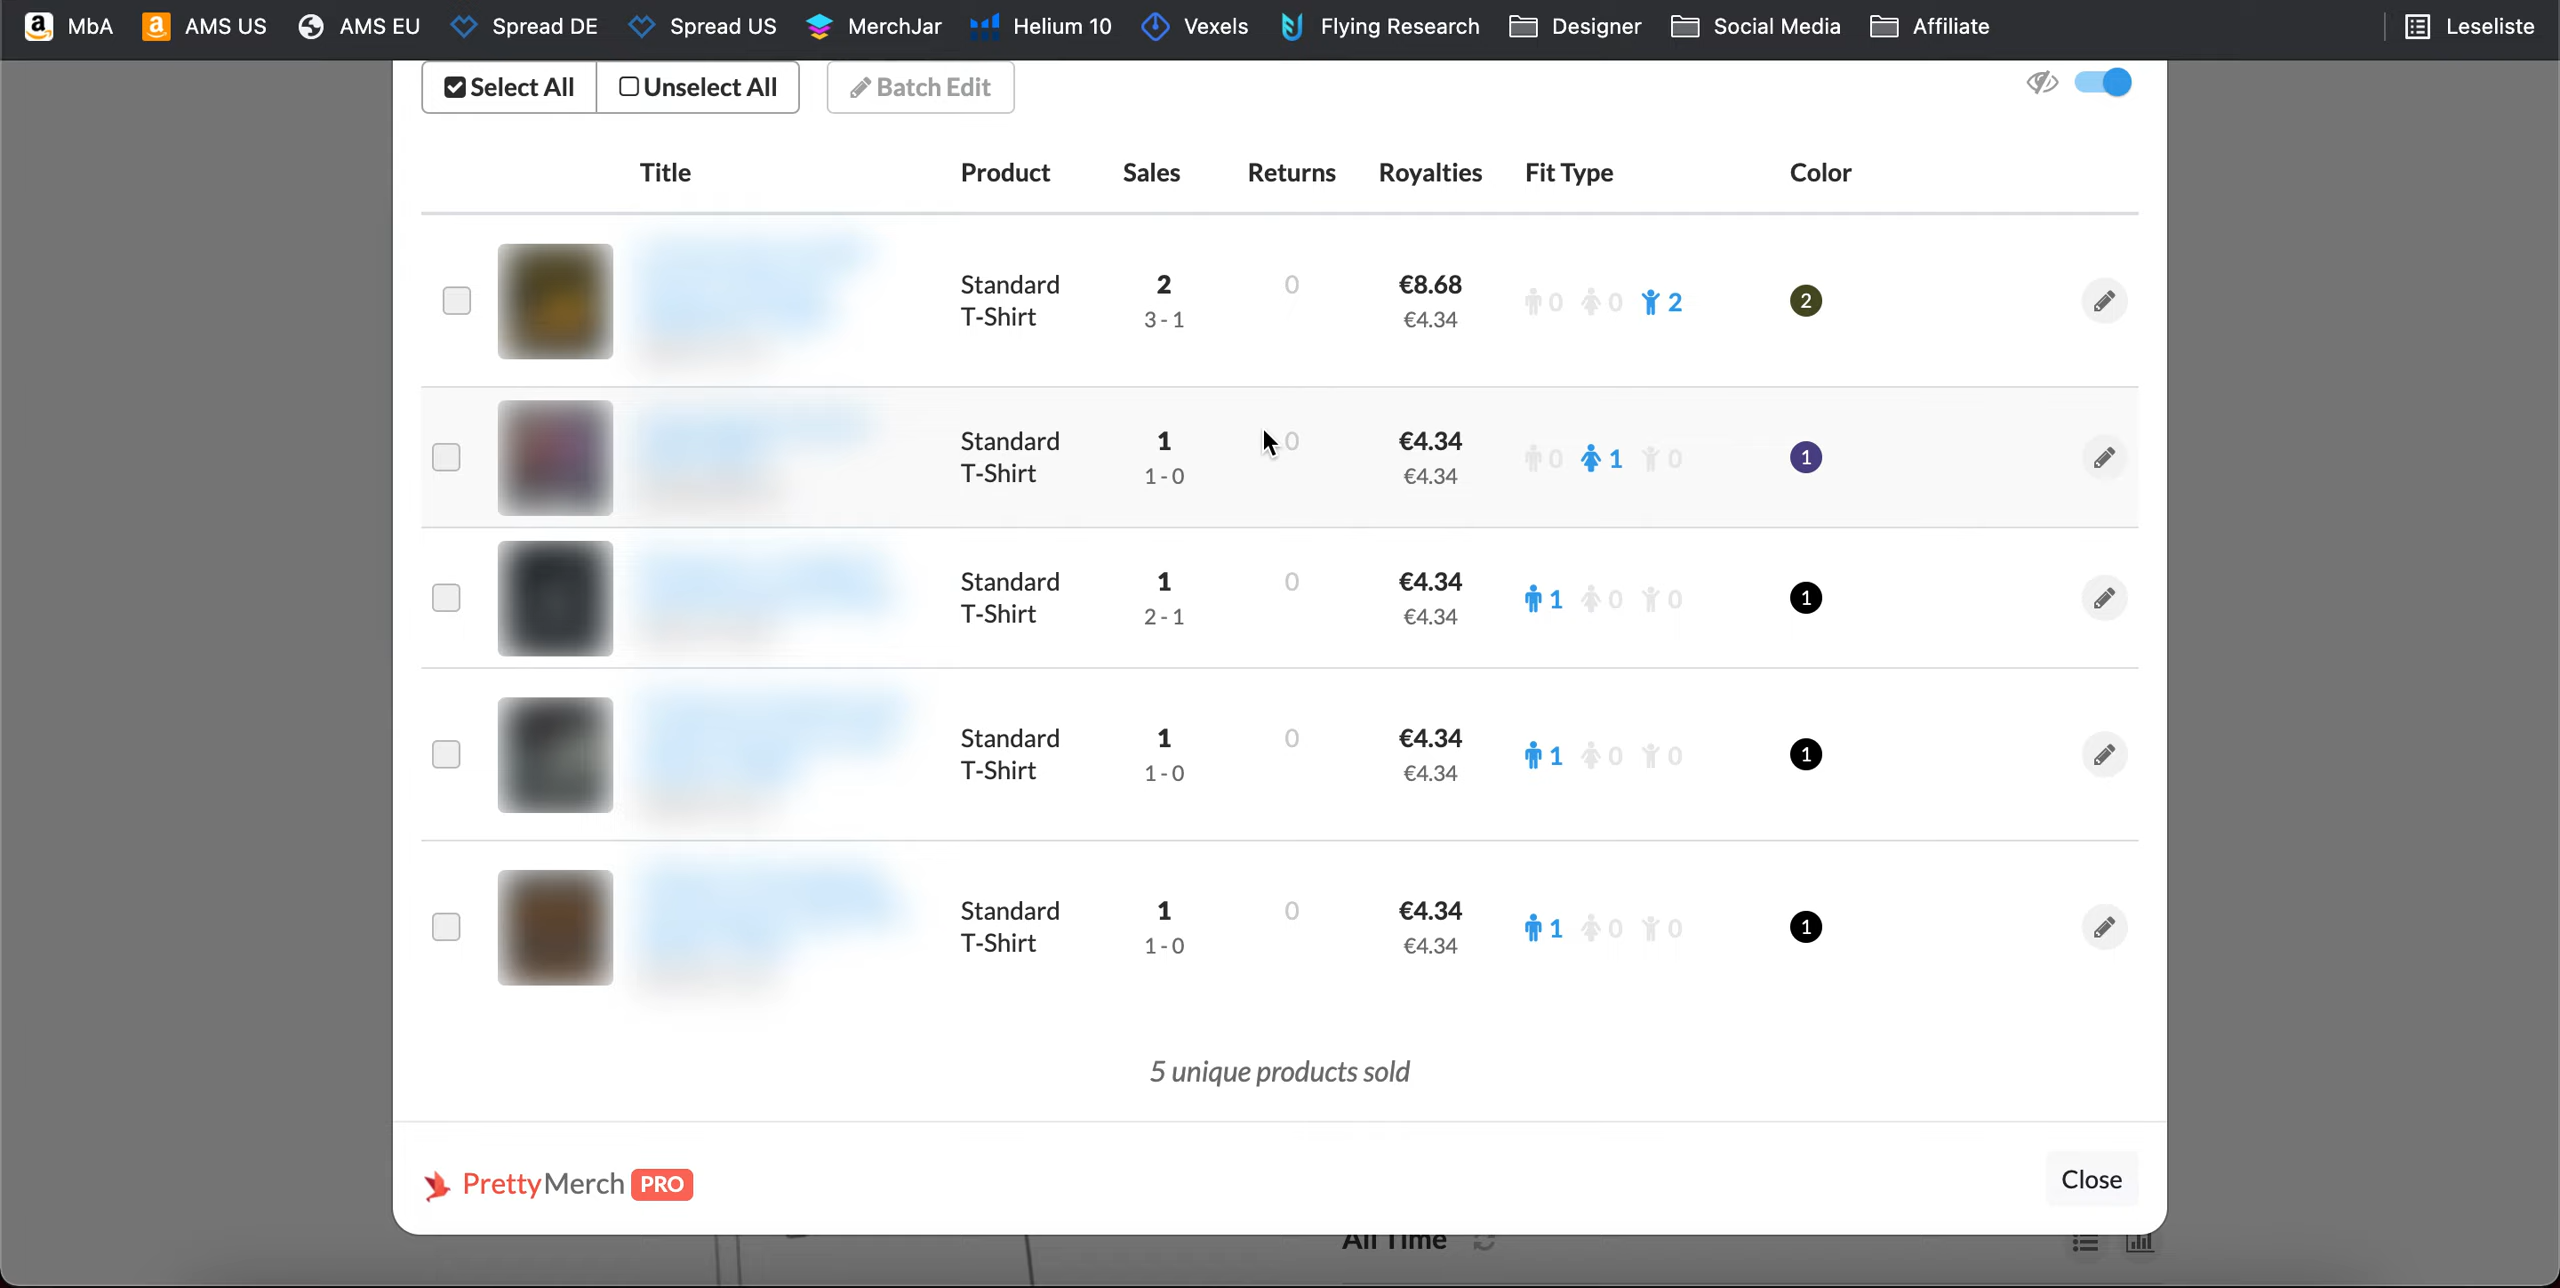 MbA AMS US AMS EU Spread DE Spread US MerchJar Helium 10 Vexels Flying Research Designer Social Media Affiliate Leseliste
Select All Unselect All Batch Edit
Title Product Sales Returns Royalties Fit Type Color
Standard T-Shirt 2 3 - 1 0 €8.68 €4.34 0 0 2 2
Standard T-Shirt 1 1 - 0 0 €4.34 €4.34 0 1 0 1
Standard T-Shirt 1 2 - 1 0 €4.34 €4.34 1 0 0 1
Standard T-Shirt 1 1 - 0 0 €4.34 €4.34 1 0 0 1
Standard T-Shirt 1 1 - 0 0 €4.34 €4.34 1 0 0 1
5 unique products sold
PrettyMerch PRO Close
All Time